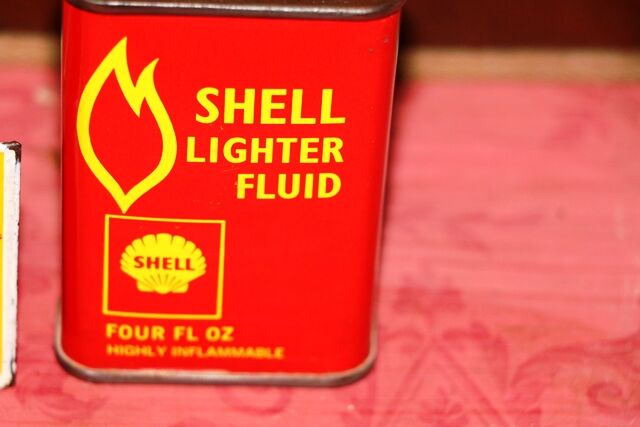 SHELL
LIGHTER
FLUID
SHELL
FOUR FL OZ
HIGHLY INFLAMMABLE